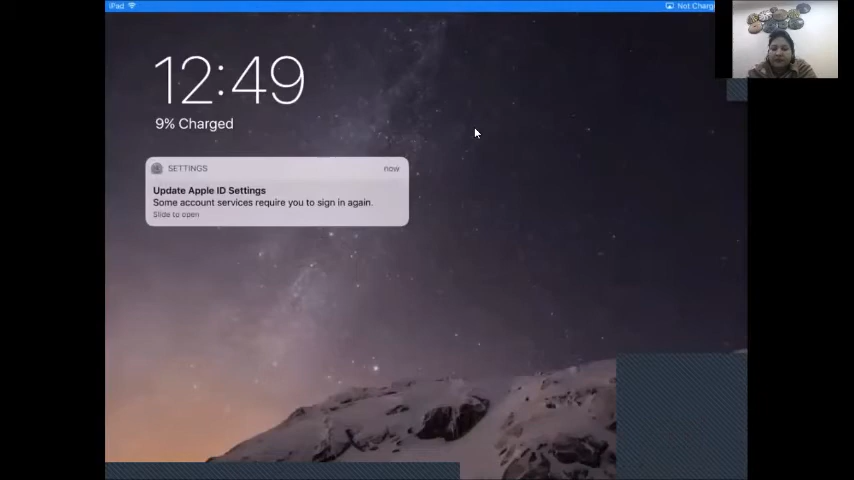 iPad
Not Charg
12:49
9% Charged
SETTINGS
now
Update Apple ID Settings
Some account services require you to sign in again.
Slide to open